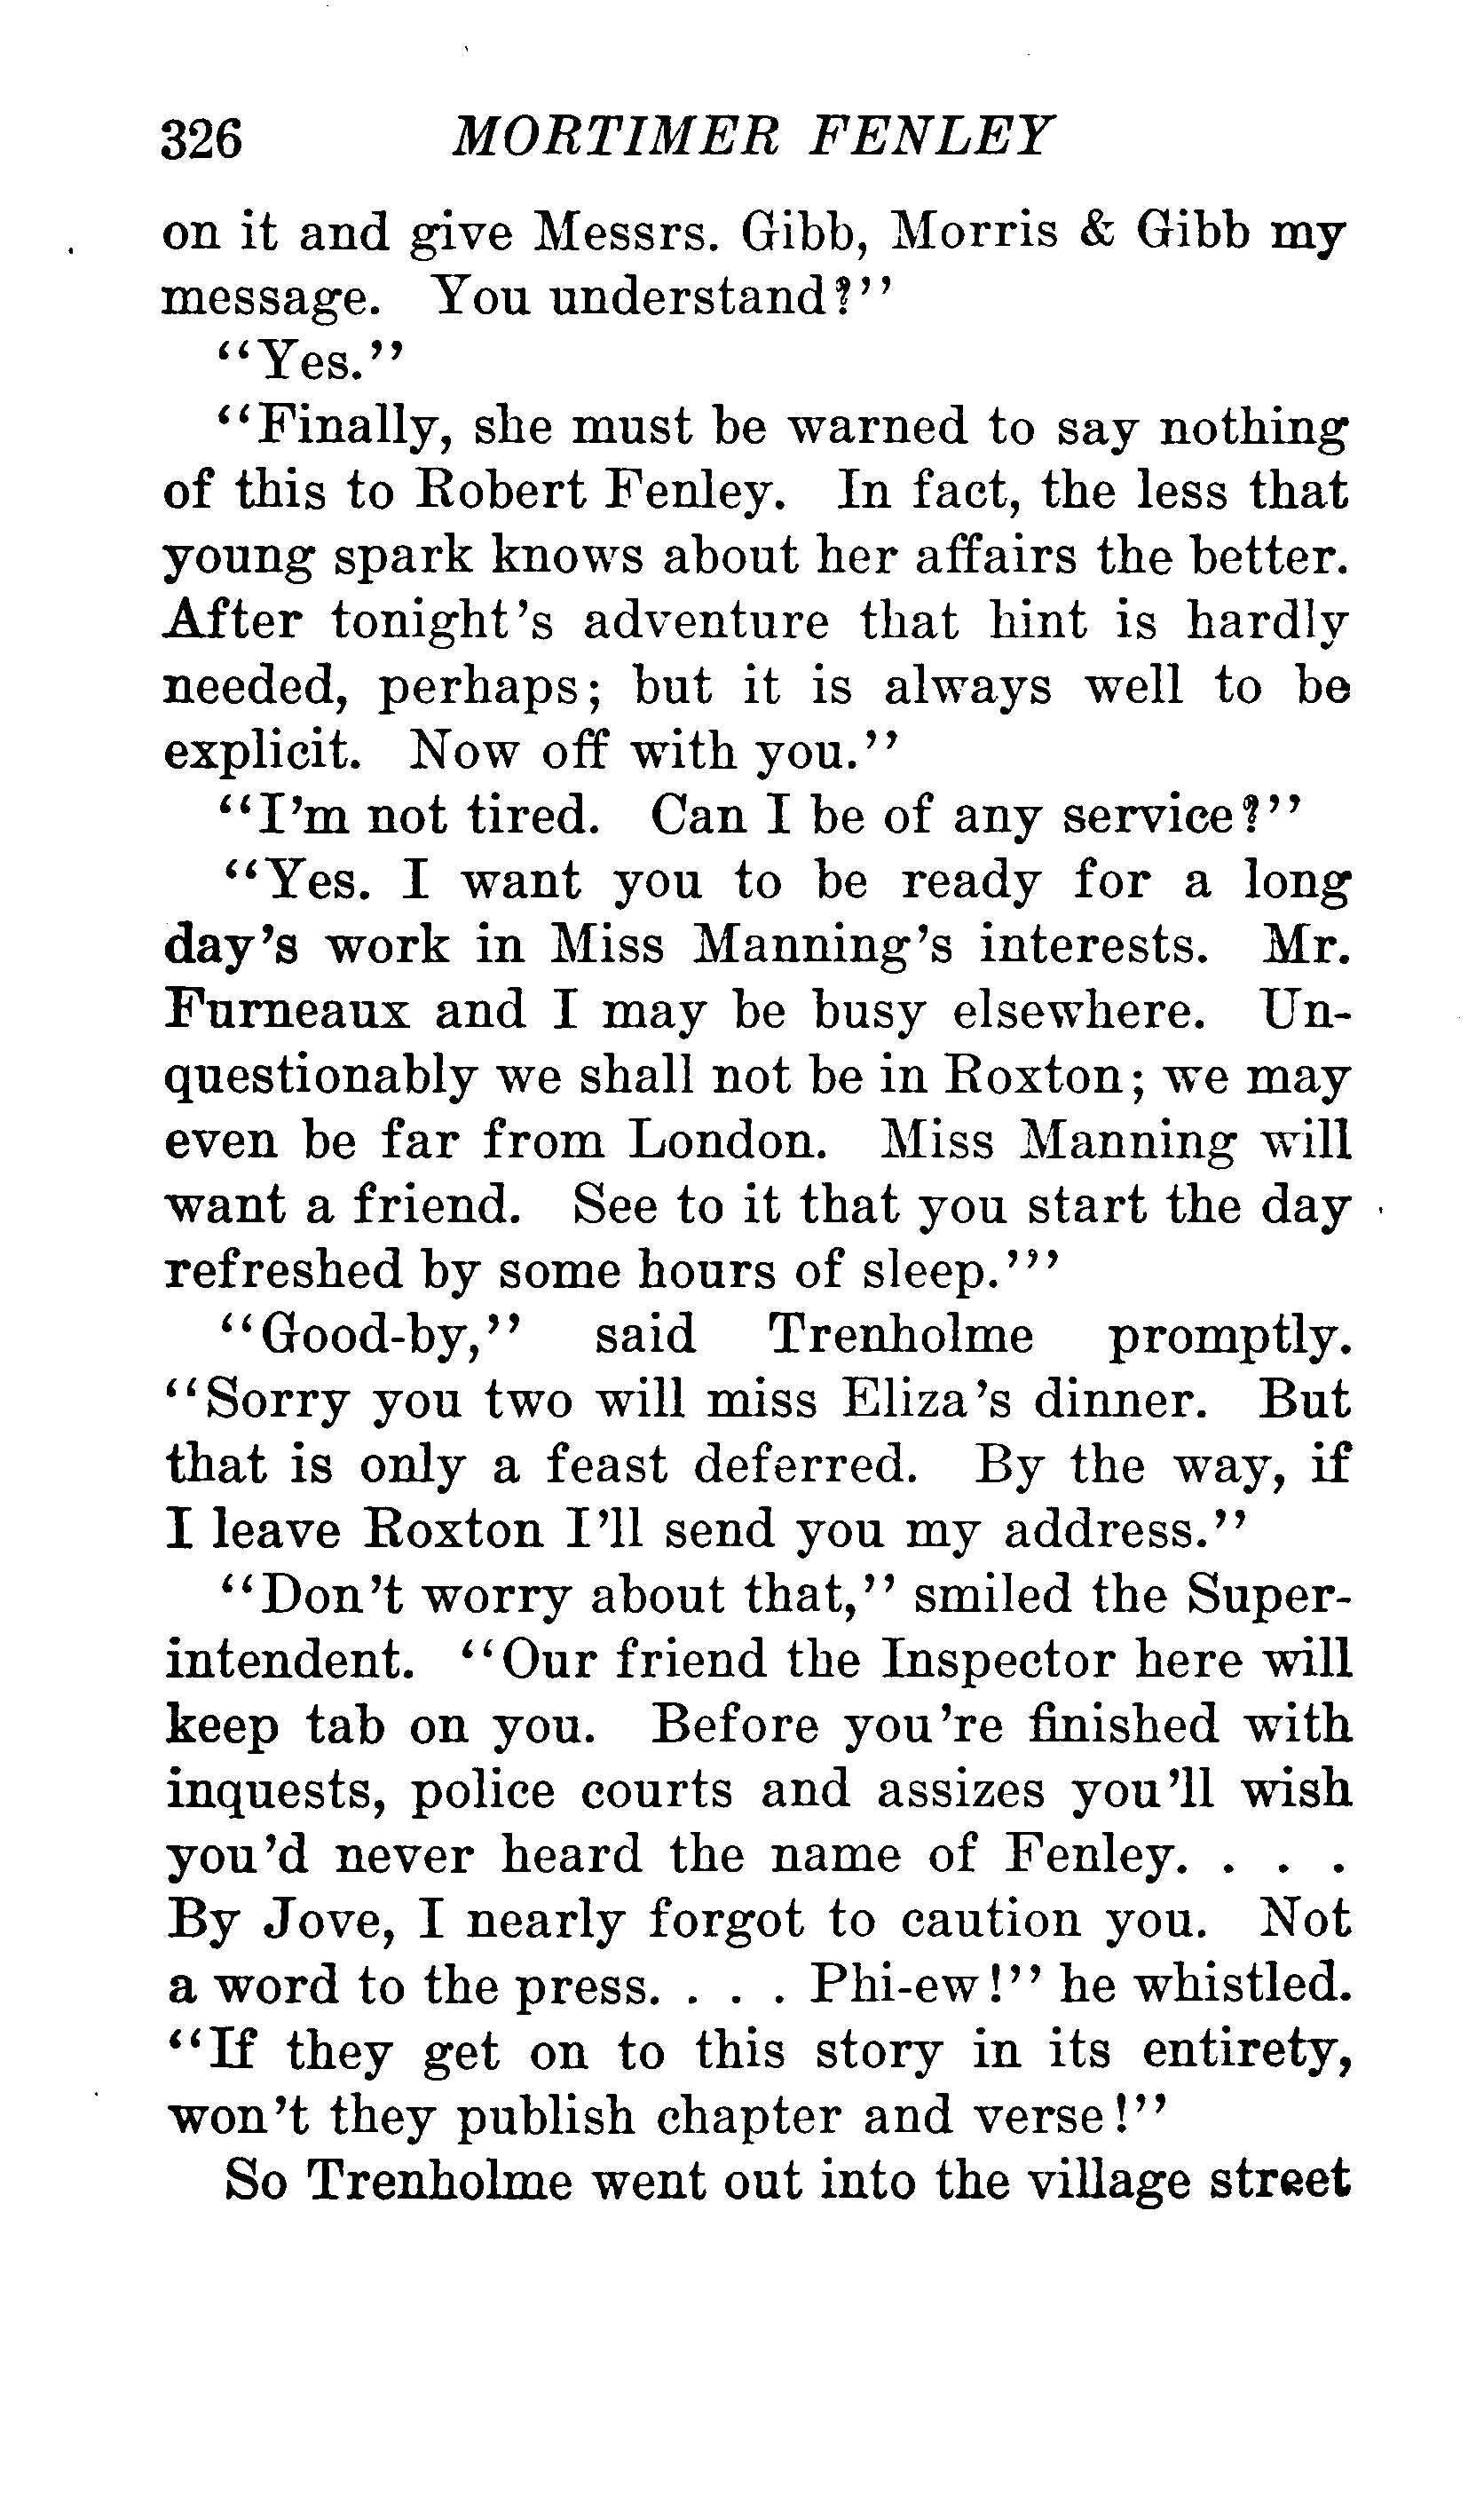 326 MORTIMER FENLEY
on it and give Messrs. Gibb, Morris & Gibb my
message. You understand?''
''Yes.''
''Finally, she must be warned to say nothing
of this to Robert Fenley. In fact, the less that
young spark knows about her affairs the better.
After tonight's adventure that hint is hardly
needed, perhaps; but it is always well to be
explicit. Now off with you.''
''I'm not tired. Can I be of any service?''
''Yes. I want you to be ready for a long
day's work in Miss Manning's interests. Mr.
Furneaux and I may be busy elsewhere. Un-
questionably we shall not be in Roxton; we may
even be far from London. Miss Manning will
want a friend. See to it that you start the day
refreshed by some hours of sleep.'''
''Good-by,'' said Trenholme promptly.
''Sorry you two will miss Eliza's dinner. But
that is only a feast deferred. By the way, if
I leave Roxton I'll send you my address.''
''Don't worry about that,'' smiled the Super-
intendent. ''Our friend the Inspector here will
keep tab on you. Before you're finished with
inquests, police courts and assizes you'll wish
you'd never heard the name of Fenley. . . .
By Jove, I nearly forgot to caution you. Not
a word to the press. . . . Phi-ew!'' he whistled.
''If they get on to this story in its entirety,
won't they publish chapter and verse!''
So Trenholme went out into the village street